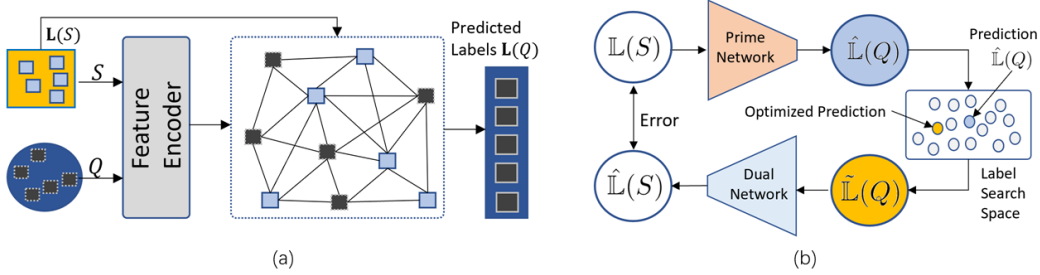 L(S)
S
Q
Feature
Encoder
Predicted
Labels L(Q)
(a)
𝕃(S)
Prime
Network
𝕃̂(Q)
Prediction
𝕃̂(Q)
Optimized Prediction
Error
𝕃̂(S)
Dual
Network
𝕃̃(Q)
Label
Search
Space
(b)